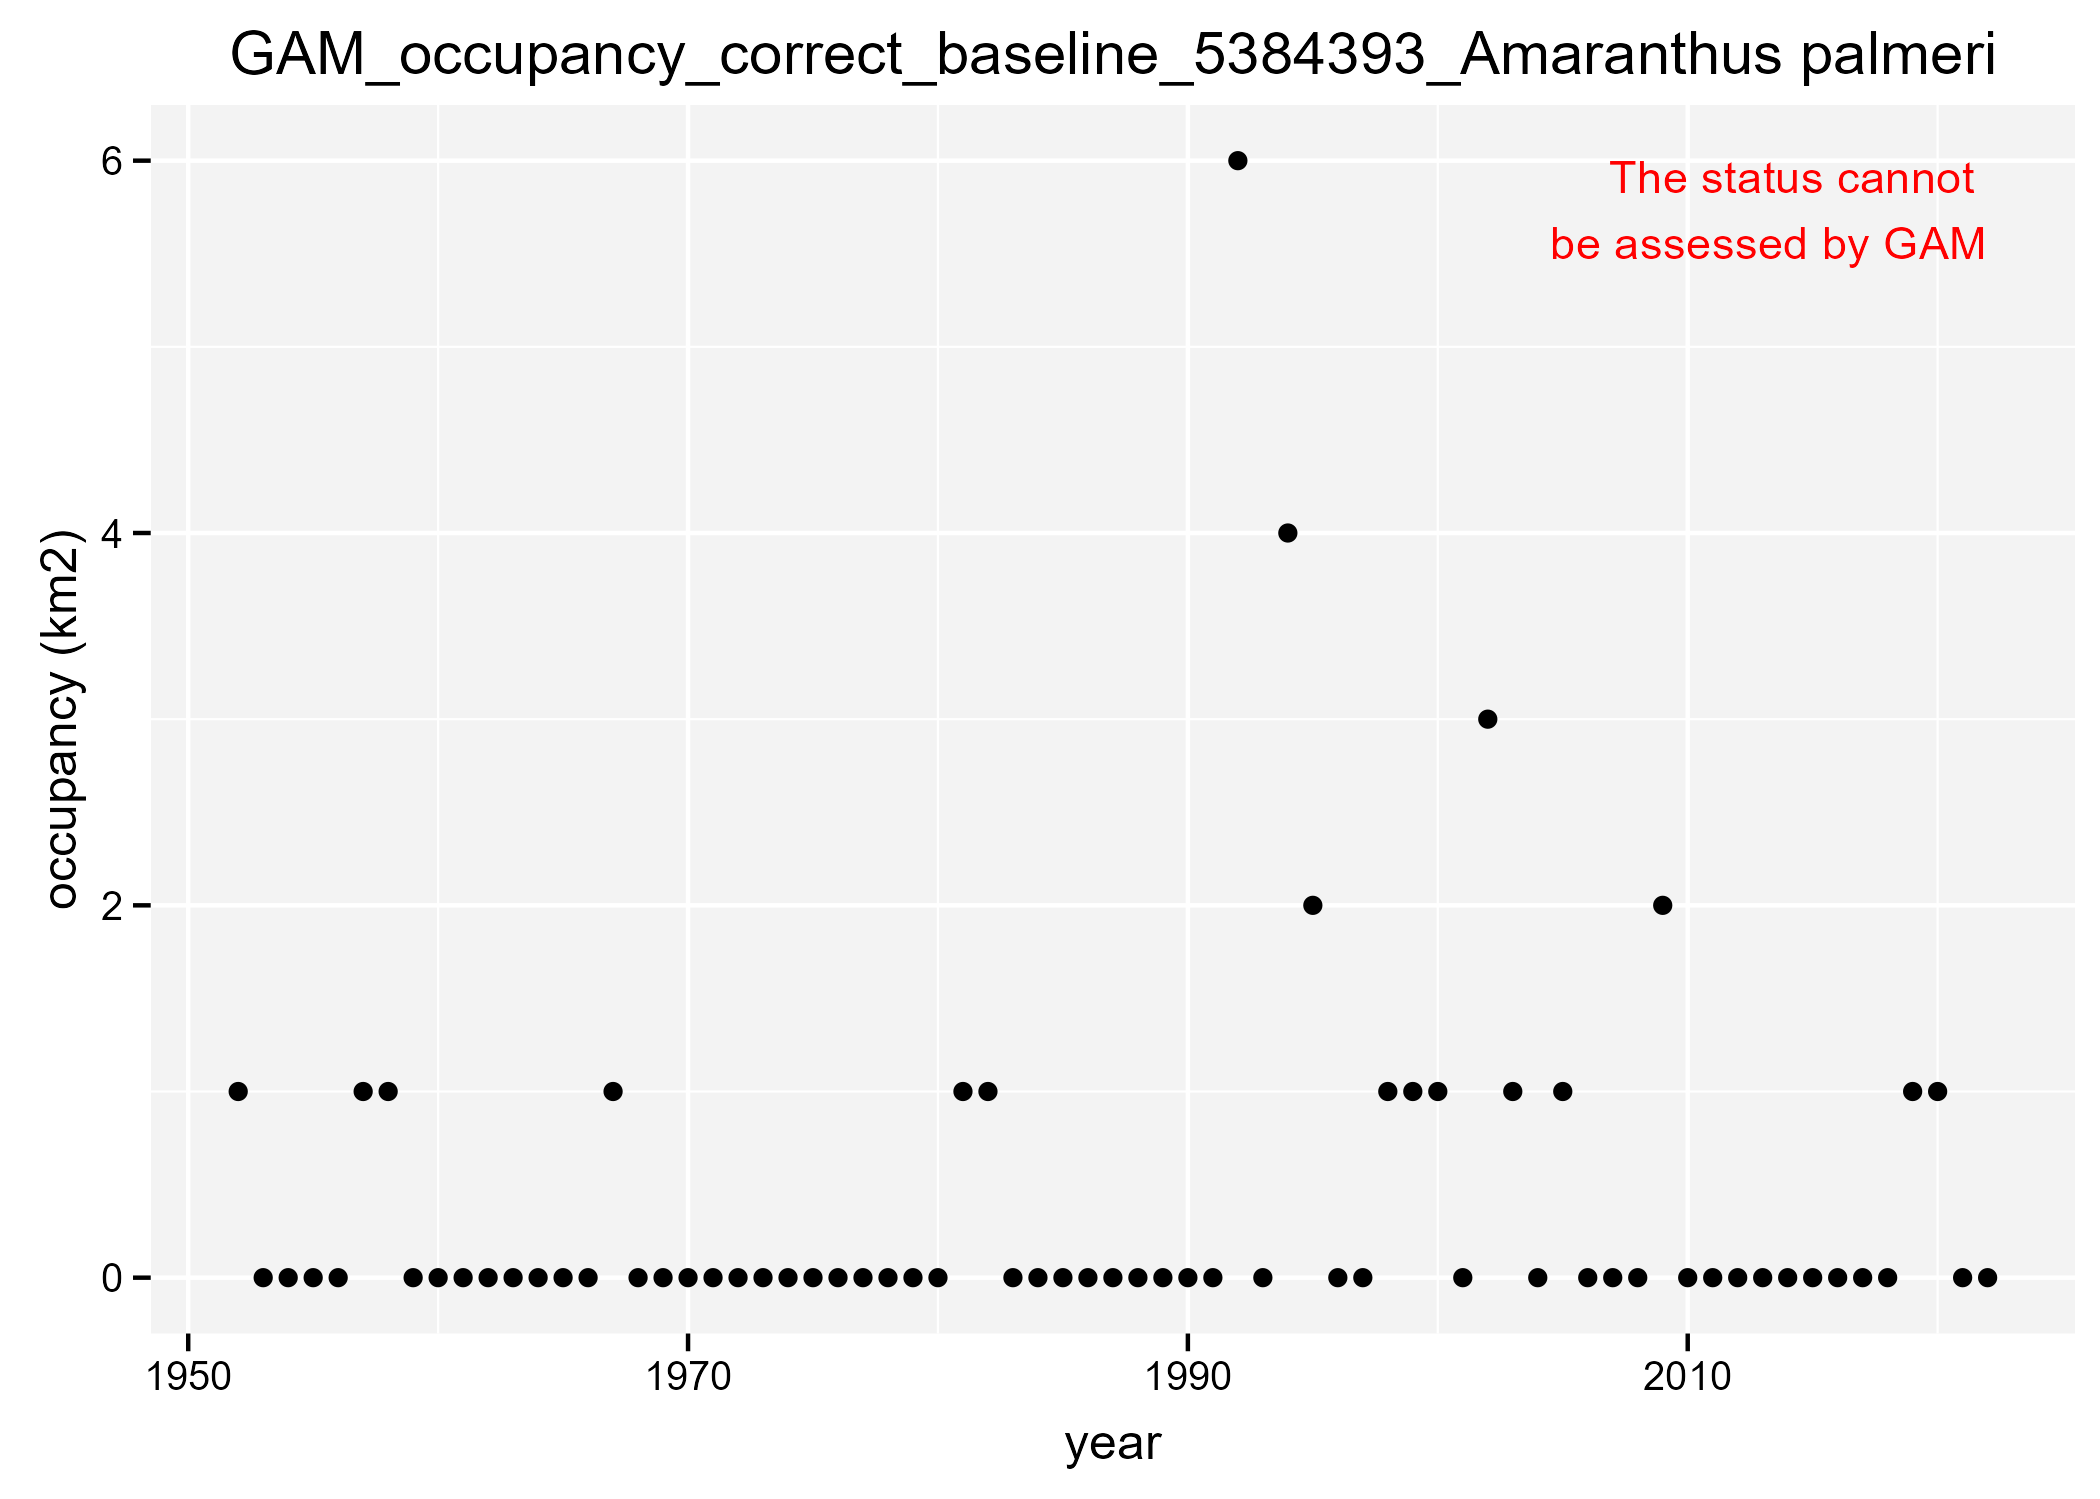 GAM_occupancy_correct_baseline_5384393_Amaranthus palmeri
6
The status cannot
be assessed by GAM
4
occupancy (km2)
2
0
1950 1970 1990 2010
year